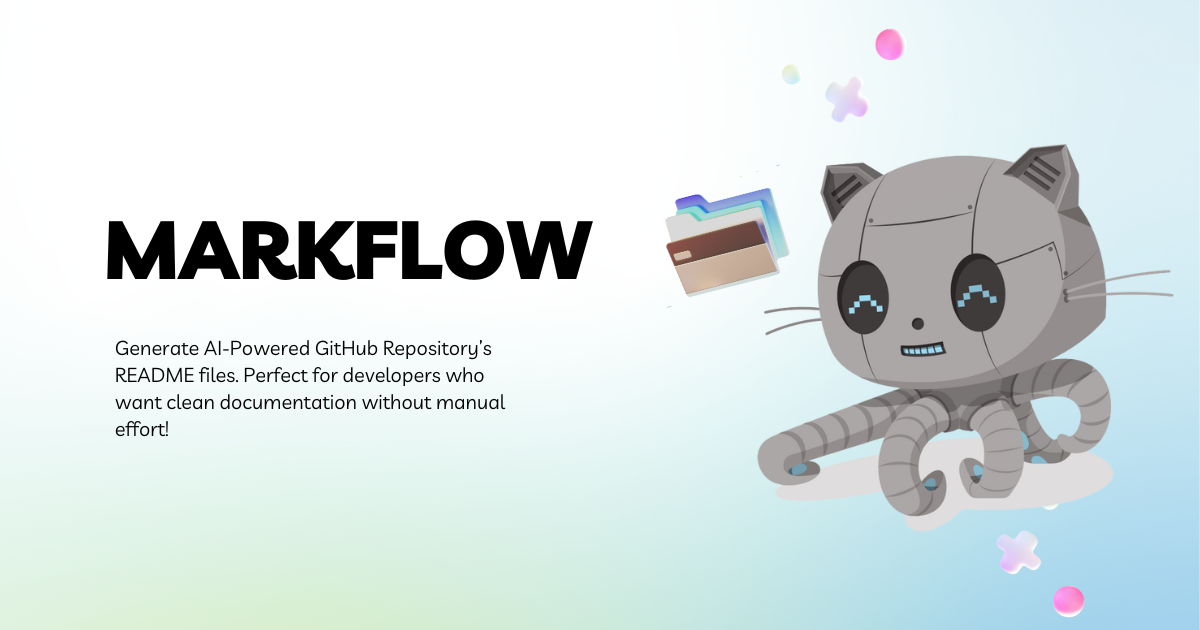 MARKFLOW
Generate AI-Powered GitHub Repository's
README files. Perfect for developers who
want clean documentation without manual
effort!